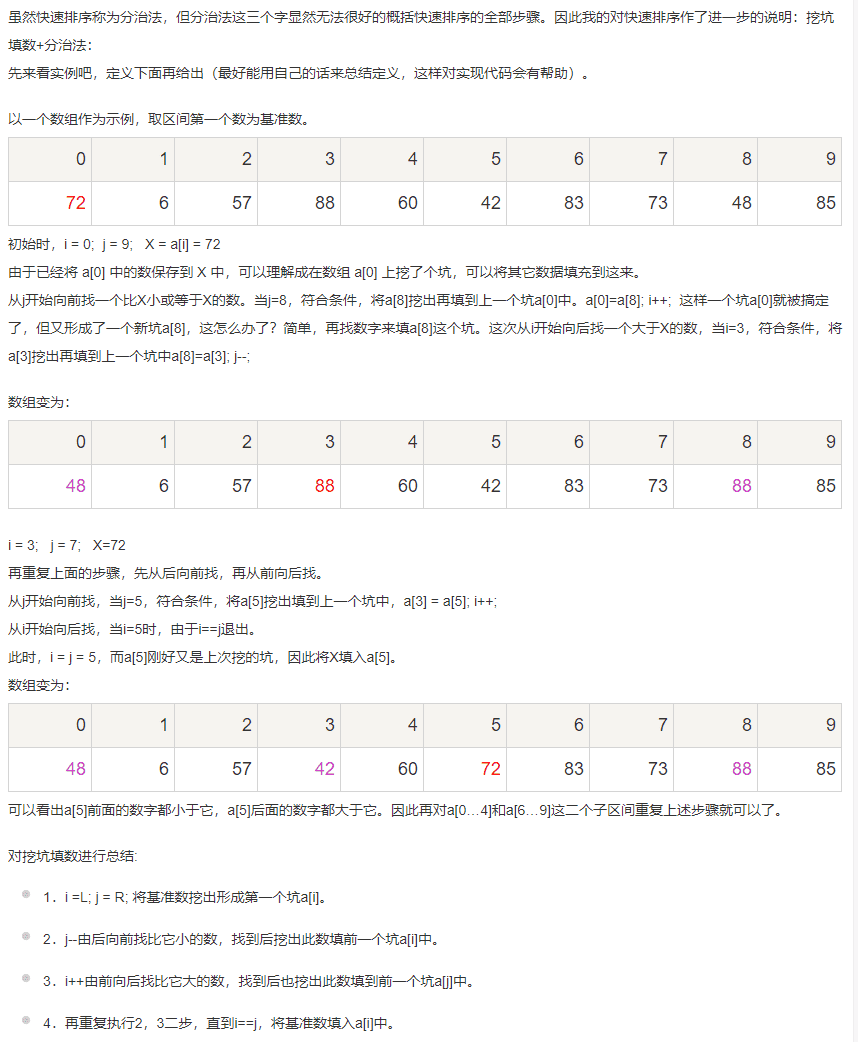 虽然快速排序称为分治法，但分治法这三个字显然无法很好的概括快速排序的全部步骤。因此我的对快速排序作了进一步的说明：挖坑
填数+分治法：
先来看实例吧，定义下面再给出（最好能用自己的话来总结定义，这样对实现代码会有帮助）。
以一个数组作为示例，取区间第一个数为基准数。
0 1 2 3 4 5 6 7 8 9
72 6 57 88 60 42 83 73 48 85
初始时，i = 0; j = 9; X = a[i] = 72
由于已经将 a[0] 中的数保存到 X 中，可以理解成在数组 a[0] 上挖了个坑，可以将其它数据填充到这来。
从j开始向前找一个比X小或等于X的数。当j=8，符合条件，将a[8]挖出再填到上一个坑a[0]中。a[0]=a[8]; i++; 这样一个坑a[0]就被搞定
了，但又形成了一个新坑a[8]，这怎么办了？简单，再找数字来填a[8]这个坑。这次从i开始向后找一个大于X的数，当i=3，符合条件，将
a[3]挖出再填到上一个坑中a[8]=a[3]; j--;
数组变为：
0 1 2 3 4 5 6 7 8 9
48 6 57 88 60 42 83 73 88 85
i = 3; j = 7; X=72
再重复上面的步骤，先从后向前找，再从前向后找。
从j开始向前找，当j=5，符合条件，将a[5]挖出填到上一个坑中，a[3] = a[5]; i++;
从i开始向后找，当i=5时，由于i==j退出。
此时，i = j = 5，而a[5]刚好又是上次挖的坑，因此将X填入a[5]。
数组变为：
0 1 2 3 4 5 6 7 8 9
48 6 57 42 60 72 83 73 88 85
可以看出a[5]前面的数字都小于它，a[5]后面的数字都大于它。因此再对a[0…4]和a[6…9]这二个子区间重复上述步骤就可以了。
对挖坑填数进行总结:
1．i =L; j = R; 将基准数挖出形成第一个坑a[i]。
2．j--由后向前找比它小的数，找到后挖出此数填前一个坑a[i]中。
3．i++由前向后找比它大的数，找到后也挖出此数填到前一个坑a[j]中。
4．再重复执行2，3二步，直到i==j，将基准数填入a[i]中。